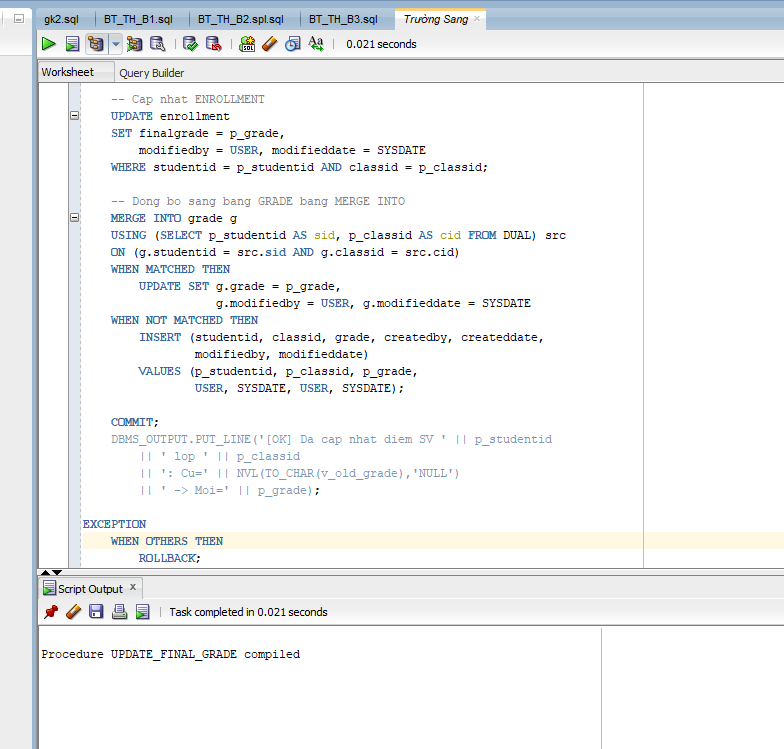 gk2.sql BT_TH_B1.sql BT_TH_B2.spl.sql BT_TH_B3.sql Trường Sang
SQL Aa 0.021 seconds
Worksheet Query Builder
-- Cap nhat ENROLLMENT
UPDATE enrollment
SET finalgrade = p_grade,
modifiedby = USER, modifieddate = SYSDATE
WHERE studentid = p_studentid AND classid = p_classid;
-- Dong bo sang bang GRADE bang MERGE INTO
MERGE INTO grade g
USING (SELECT p_studentid AS sid, p_classid AS cid FROM DUAL) src
ON (g.studentid = src.sid AND g.classid = src.cid)
WHEN MATCHED THEN
UPDATE SET g.grade = p_grade,
g.modifiedby = USER, g.modifieddate = SYSDATE
WHEN NOT MATCHED THEN
INSERT (studentid, classid, grade, createdby, createddate,
modifiedby, modifieddate)
VALUES (p_studentid, p_classid, p_grade,
USER, SYSDATE, USER, SYSDATE);
COMMIT;
DBMS_OUTPUT.PUT_LINE('[OK] Da cap nhat diem SV ' || p_studentid
|| ' lop ' || p_classid
|| ': Cu=' || NVL(TO_CHAR(v_old_grade),'NULL')
|| ' -> Moi=' || p_grade);
EXCEPTION
WHEN OTHERS THEN
ROLLBACK;
Script Output x
Task completed in 0.021 seconds
Procedure UPDATE_FINAL_GRADE compiled